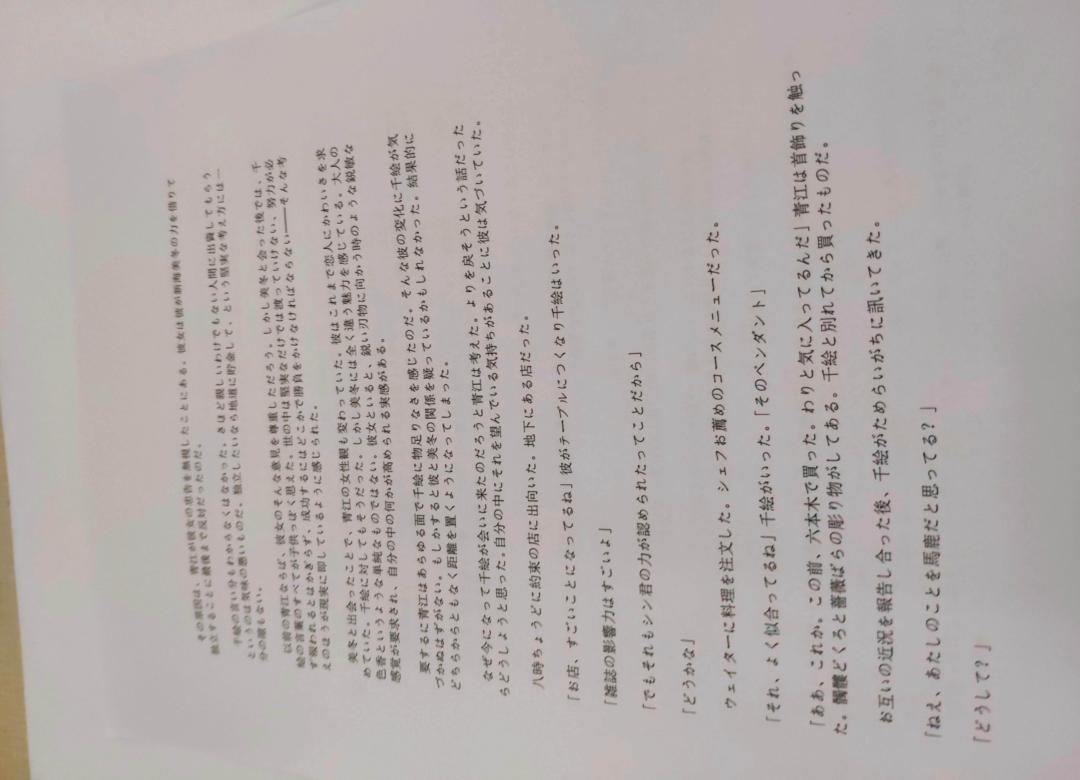 その原因は、青江が彼女の忠告を無視したことにある。彼女は彼が新海美冬の力を借りて
独立することに最後まで反対だったのだ。
千絵の言い分もわからなくはなかった。さほど親しいわけでもない人間に出資してもらう
というのは気味の悪いものだ、独立したいなら地道に貯金して、という堅実な考え方には一
分の隙もない。
以前の青江ならば、彼女のそんな意見を尊重しただろう。しかし美冬と会った後では、千
絵の言葉のすべてが子供っぽく思えた。世の中は堅実なだけでは渡っていけない、努力が必
ず報われるとはかぎらず、成功するにはどこかで勝負をかけなければならない――そんな考
えのほうが現実に即しているように感じられた。
美冬と出会ったことで、青江の女性観も変わっていた。彼はこれまで恋人にかわいさを求
めていた。千絵に対してもそうだった。しかし美冬には全く違う魅力を感じている。大人の
色香というような単純なものではない。彼女といると、鋭い刃物に向かう時のような鋭敏な
感覚が要求され、自分の中の何かが高められる実感がある。
要するに青江はあらゆる面で千絵に物足りなさを感じたのだ。そんな彼の変化に千絵が気
づかぬはずがない。もしかすると彼と美冬の関係を疑っているかもしれなかった。結果的に
どちらからともなく距離を置くようになってしまった。
なぜ今になって千絵が会いに来たのだろうと青江は考えた。よりを戻そうという話だった
らどうしようと思った。自分の中にそれを望んでいる気持ちがあることに彼は気づいていた。
八時ちょうどに約束の店に出向いた。地下にある店だった。
「お店、すごいことになってるね」彼がテーブルにつくなり千絵はいった。
「雑誌の影響力はすごいよ」
「でもそれもシン君の力が認められたってことだから」
「どうかな」
ウェイターに料理を注文した。シェフお薦めのコースメニューだった。
「それ、よく似合ってるね」千絵がいった。「そのペンダント」
「ああ、これか。この前、六本木で買った。わりと気に入ってるんだ」青江は首飾りを触っ
た。髑髏どくろと薔薇ばらの彫り物がしてある。千絵と別れてから買ったものだ。
お互いの近況を報告し合った後、千絵がためらいがちに訊いてきた。
「ねえ、あたしのことを馬鹿だと思ってる?」
「どうして?」